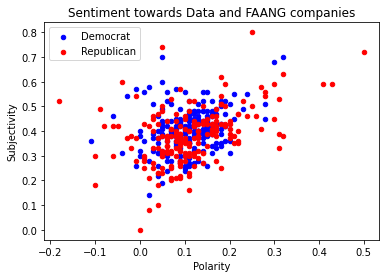 Sentiment towards Data and FAANG companies
Democrat
Republican
Subjectivity
0.8
0.7
0.6
0.5
0.4
0.3
0.2
0.1
0.0
−0.2 −0.1 0.0 0.1 0.2 0.3 0.4 0.5
Polarity